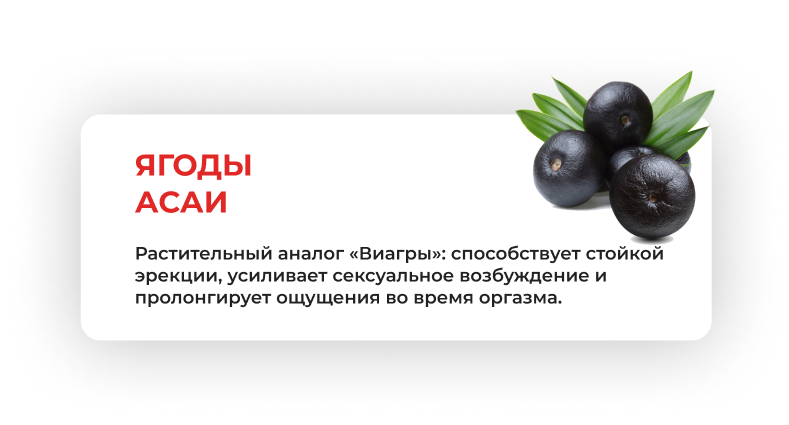 ЯГОДЫ
АСАИ
Растительный аналог «Виагры»: способствует стойкой
эрекции, усиливает сексуальное возбуждение и
пролонгирует ощущения во время оргазма.